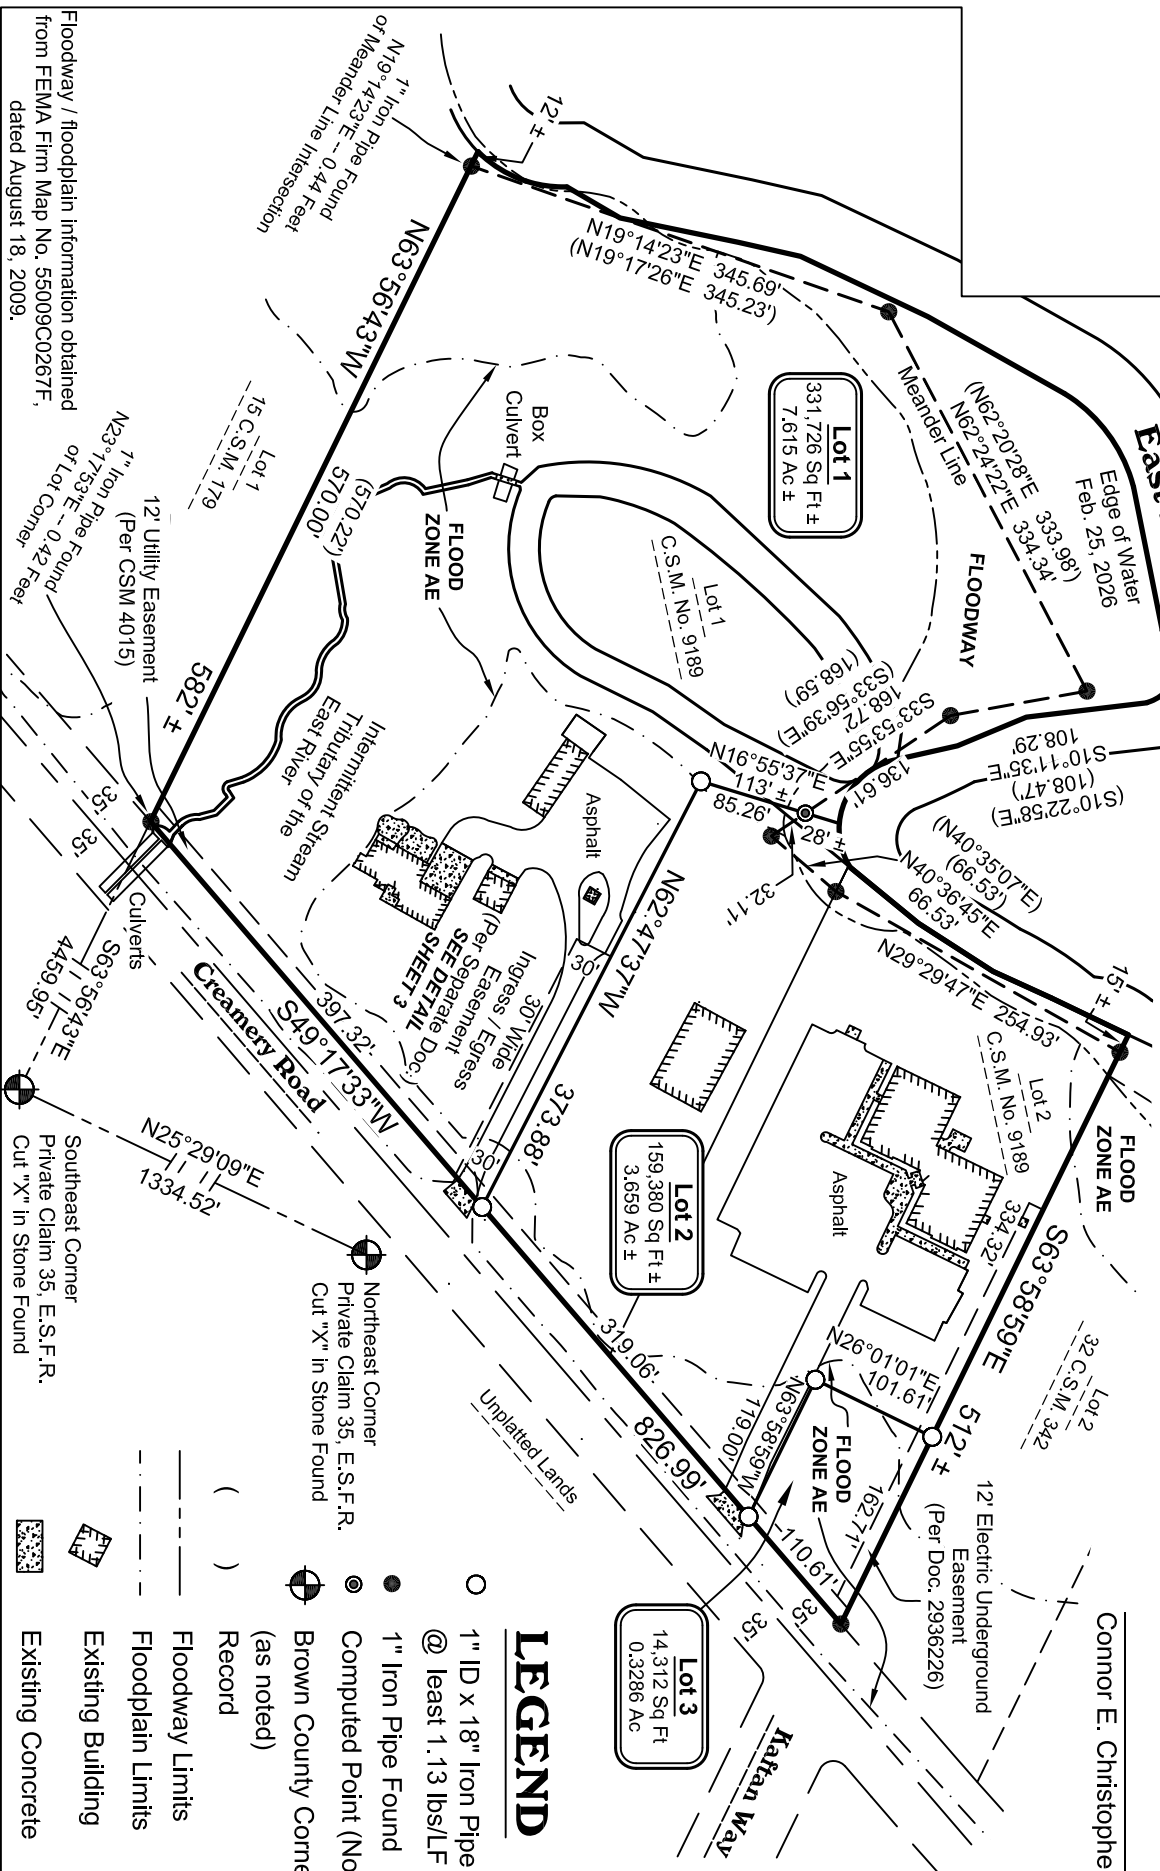 East
Edge of Water
Feb. 25, 2026
(N62°20'28"E 333.98')
N62°24'22"E 334.34'
Meander Line
12' ±
N19°14'23"E 345.69'
(N19°17'26"E 345.23')
1" Iron Pipe Found
N19°14'23"E -- 0.44 Feet
of Meander Line Intersection
Floodway / floodplain information obtained
from FEMA Firm Map No. 55009C0267F,
dated August 18, 2009.
Lot 1
331,726 Sq Ft ±
7.615 Ac ±
FLOODWAY
Lot 1
C.S.M. No. 9189
Box
Culvert
FLOOD
ZONE AE
N63°56'43"W
(570.22')
570.00'
582' ±
Lot 1
15 C.S.M. 179
1" Iron Pipe Found
N23°17'53"E -- 0.42 Feet
of Lot Corner
12' Utility Easement
(Per CSM 4015)
Intermittent Stream
Tributary of the
East River
S33°53'55"E
168.72'
(S33°56'39"E)
(168.59')
136.61'
32.11'
S10°11'35"E
108.29'
(S10°22'58"E)
(108.47')
N16°55'37"E
113' ±
85.26'
28' ±
(N40°35'07"E)
(66.53')
N40°36'45"E
66.53'
N29°29'47"E 254.93'
15' ±
Lot 2
C.S.M. No. 9189
FLOOD
ZONE AE
Asphalt
Asphalt
30'
N62°47'37"W
373.88'
30' Wide
Ingress / Egress
Easement
(Per Separate Doc.)
SEE DETAIL
SHEET 3
30'
397.32'
S49°17'33"W
Creamery Road
35'
35'
Culverts
S63°56'43"E
4459.95'
N25°29'09"E
1334.52'
Southeast Corner
Private Claim 35, E.S.F.R.
Cut "X" in Stone Found
Northeast Corner
Private Claim 35, E.S.F.R.
Cut "X" in Stone Found
Lot 2
159,380 Sq Ft ±
3.659 Ac ±
334.32'
S63°58'59"E
512' ±
Lot 2
32 C.S.M. 342
N26°01'01"E
101.61'
N63°58'59"W
119.00'
FLOOD
ZONE AE
162.71'
110.61'
319.06'
826.99'
Unplatted Lands
35'
35'
12' Electric Underground
Easement
(Per Doc. 2936226)
Lot 3
14,312 Sq Ft
0.3286 Ac
Kaftan Way
Connor E. Christophe
LEGEND
1" ID x 18" Iron Pipe
@ least 1.13 lbs/LF
1" Iron Pipe Found
Computed Point (No
Brown County Corne
(as noted)
( ) Record
Floodway Limits
Floodplain Limits
Existing Building
Existing Concrete